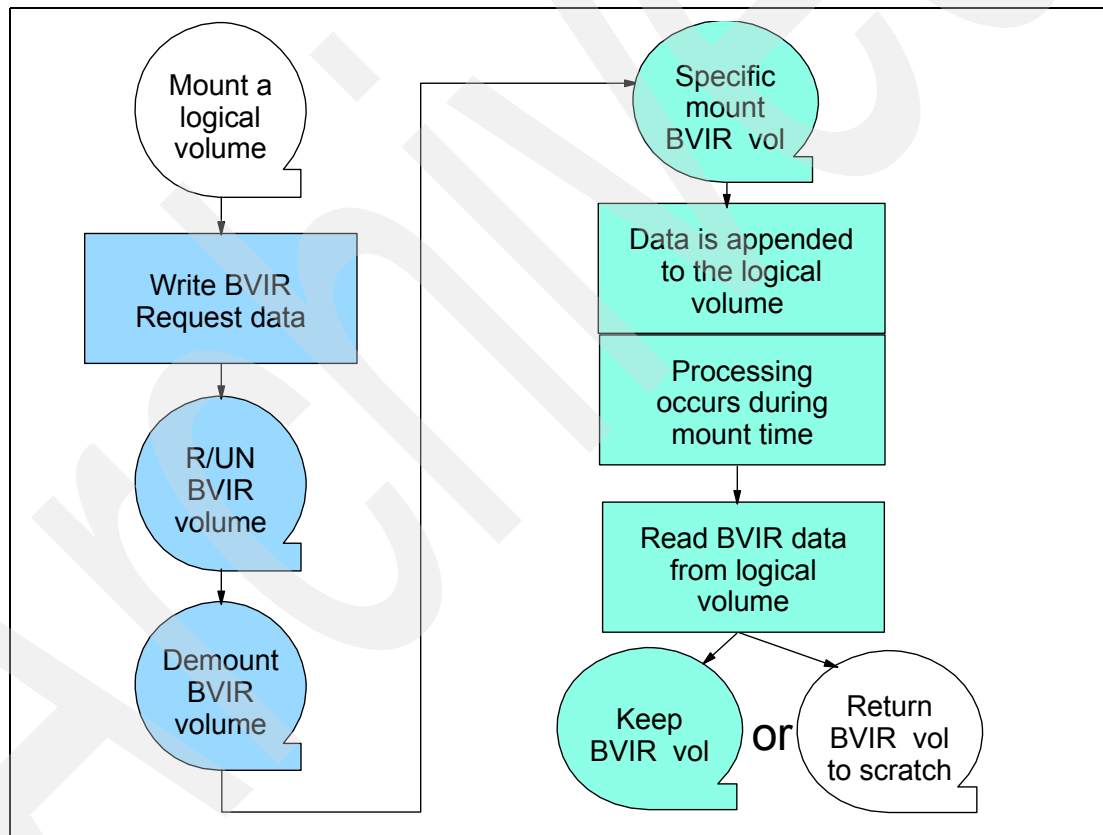 Mount a
logical
volume
Write BVIR
Request data
R/UN
BVIR
volume
Demount
BVIR
volume
Specific
mount
BVIR vol
Data is appended
to the logical
volume
Processing
occurs during
mount time
Read BVIR data
from logical
volume
Keep
BVIR vol
or
Return
BVIR vol
to scratch